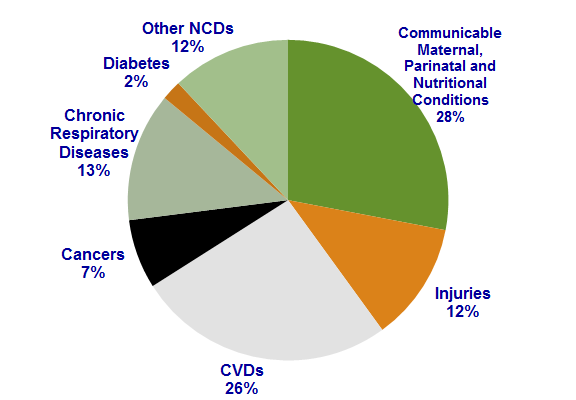 Other NCDs
12%
Diabetes
2%
Chronic
Respiratory
Diseases
13%
Cancers
7%
CVDs
26%
Injuries
12%
Communicable
Maternal,
Parinatal and
Nutritional
Conditions
28%